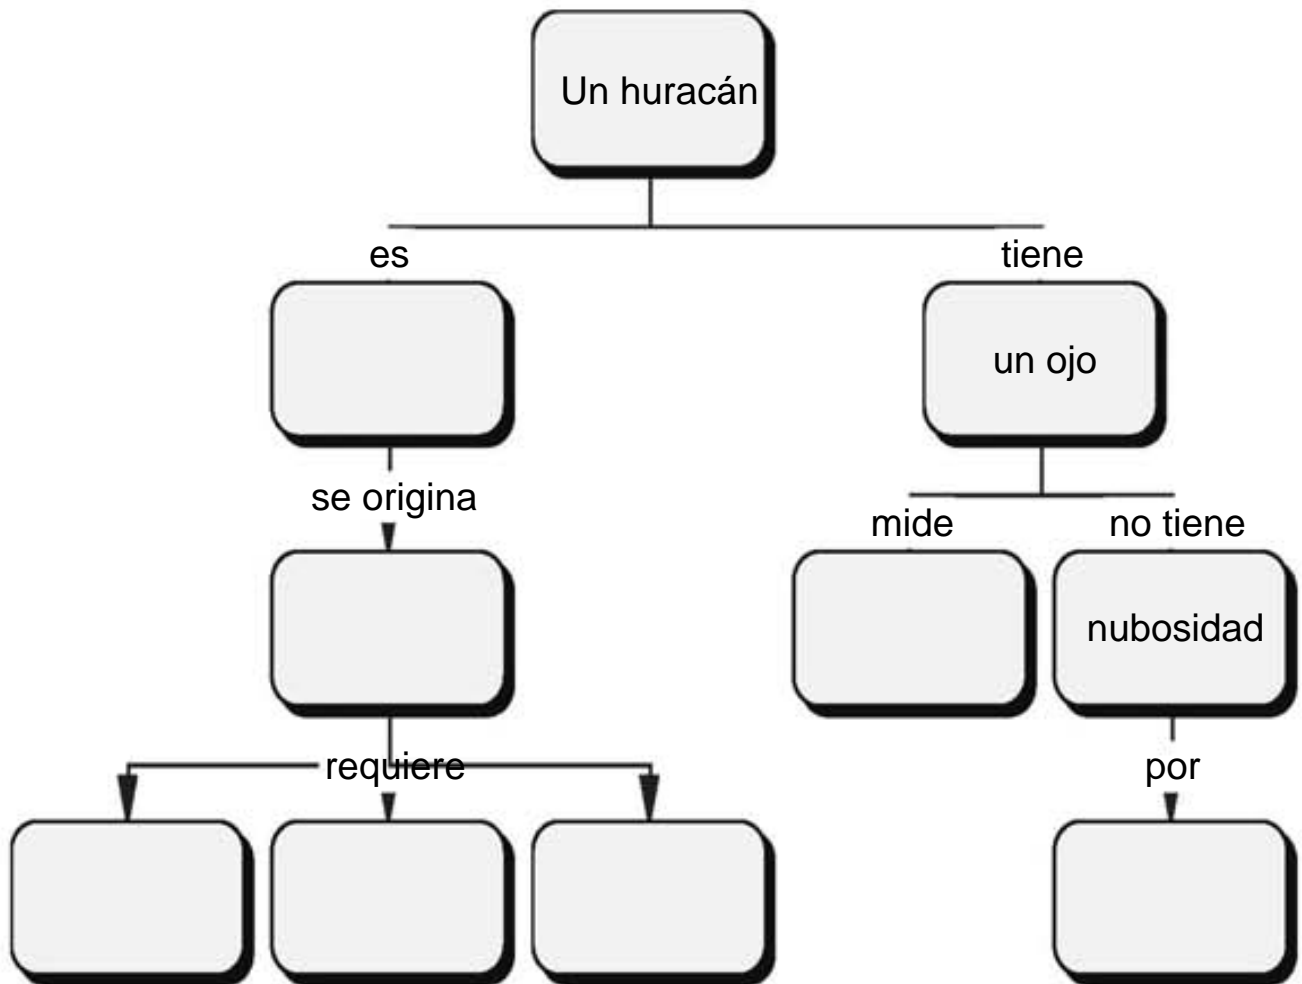 Un huracán
es
tiene
un ojo
se origina
mide
no tiene
nubosidad
requiere
por